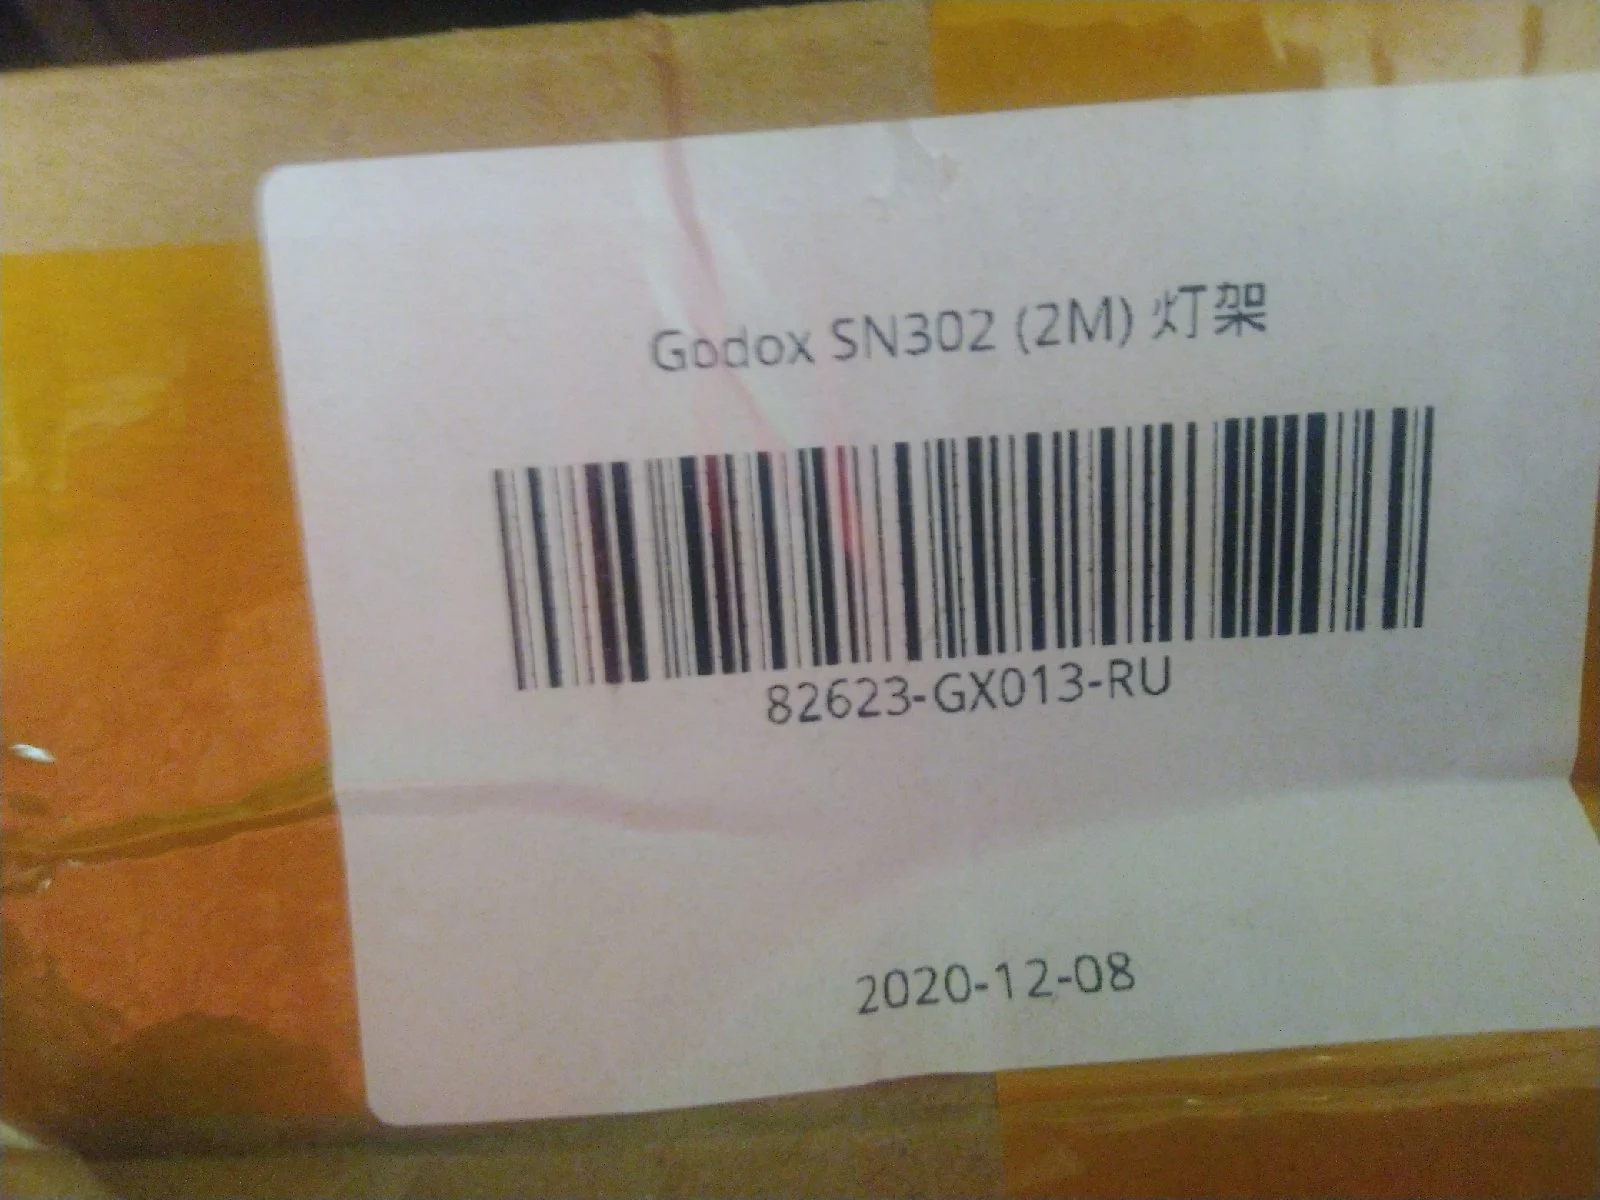 Godox SN302 (2M) 灯架
82623-GX013-RU
2020-12-08